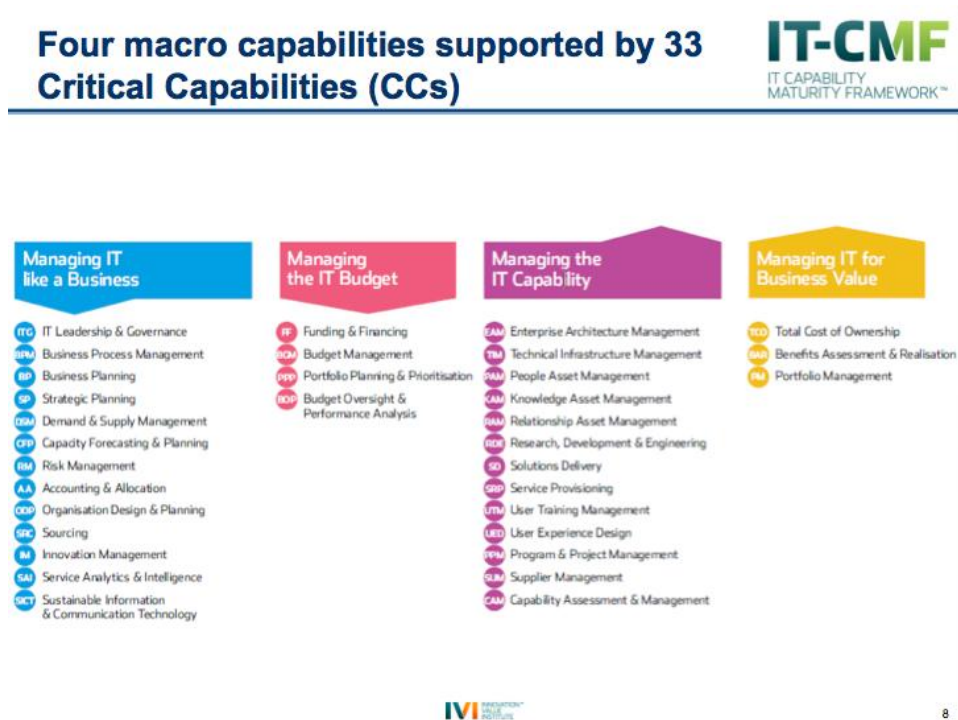 Four macro capabilities supported by 33
Critical Capabilities (CCs)
IT-CMF
IT CAPABILITY
MATURITY FRAMEWORK™
Managing IT
like a Business
ITG IT Leadership & Governance
BPM Business Process Management
BP Business Planning
SP Strategic Planning
DSM Demand & Supply Management
CFP Capacity Forecasting & Planning
RM Risk Management
AA Accounting & Allocation
ODP Organisation Design & Planning
SRC Sourcing
IM Innovation Management
SAI Service Analytics & Intelligence
SICT Sustainable Information
& Communication Technology
Managing
the IT Budget
FF Funding & Financing
BGM Budget Management
PPP Portfolio Planning & Prioritisation
BOP Budget Oversight &
Performance Analysis
Managing the
IT Capability
EAM Enterprise Architecture Management
TIM Technical Infrastructure Management
PAM People Asset Management
KAM Knowledge Asset Management
RAM Relationship Asset Management
RDE Research, Development & Engineering
SD Solutions Delivery
SRP Service Provisioning
UTM User Training Management
UED User Experience Design
PPM Program & Project Management
SUM Supplier Management
CAM Capability Assessment & Management
Managing IT for
Business Value
TCO Total Cost of Ownership
BAR Benefits Assessment & Realisation
PM Portfolio Management
IVI INNOVATION
VALUE
INSTITUTE
8